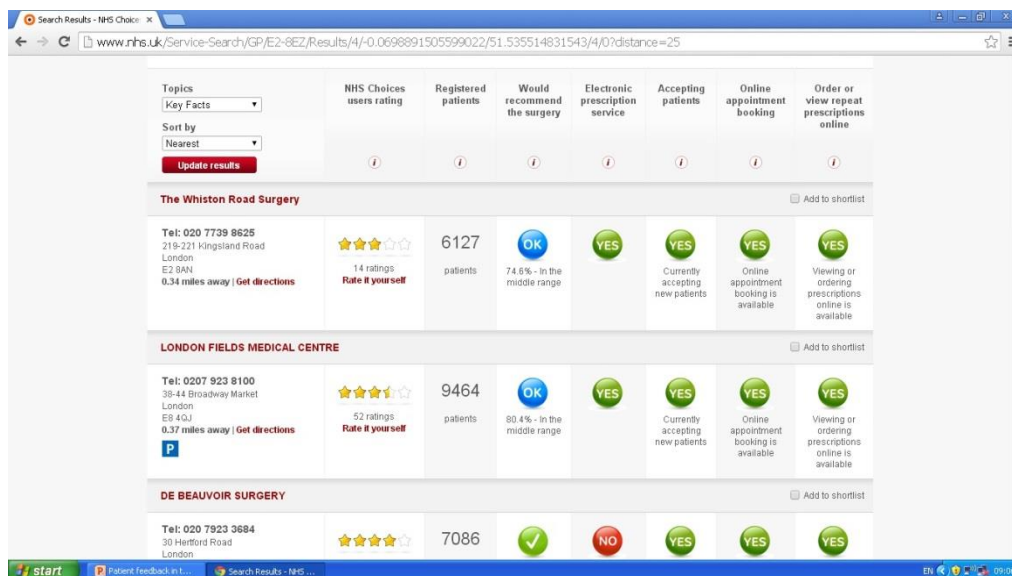 Search Results - NHS Choice
www.nhs.uk/Service-Search/GP/E2-8EZ/Results/4/-0.0698891505599022/51.535514831543/4/0?distance=25
Topics
Key Facts
Sort by
Nearest
Update results
NHS Choices
users rating
Registered
patients
Would
recommend
the surgery
Electronic
prescription
service
Accepting
patients
Online
appointment
booking
Order or
view repeat
prescriptions
online
The Whiston Road Surgery
Add to shortlist
Tel: 020 7739 8625
219-221 Kingsland Road
London
E2 8AN
0.34 miles away | Get directions
14 ratings
Rate it yourself
6127
patients
OK
74.6% - In the
middle range
YES
YES
Currently
accepting
new patients
YES
Online
appointment
booking is
available
YES
Viewing or
ordering
prescriptions
online is
available
LONDON FIELDS MEDICAL CENTRE
Add to shortlist
Tel: 0207 923 8100
38-44 Broadway Market
London
E8 4QJ
0.37 miles away | Get directions
P
52 ratings
Rate it yourself
9464
patients
OK
80.4% - In the
middle range
YES
YES
Currently
accepting
new patients
YES
Online
appointment
booking is
available
YES
Viewing or
ordering
prescriptions
online is
available
DE BEAUVOIR SURGERY
Add to shortlist
Tel: 020 7923 3684
30 Hertford Road
London
7086
NO
YES
YES
YES
start
Patient feedback in t...
Search Results - NHS ...
EN
09:0